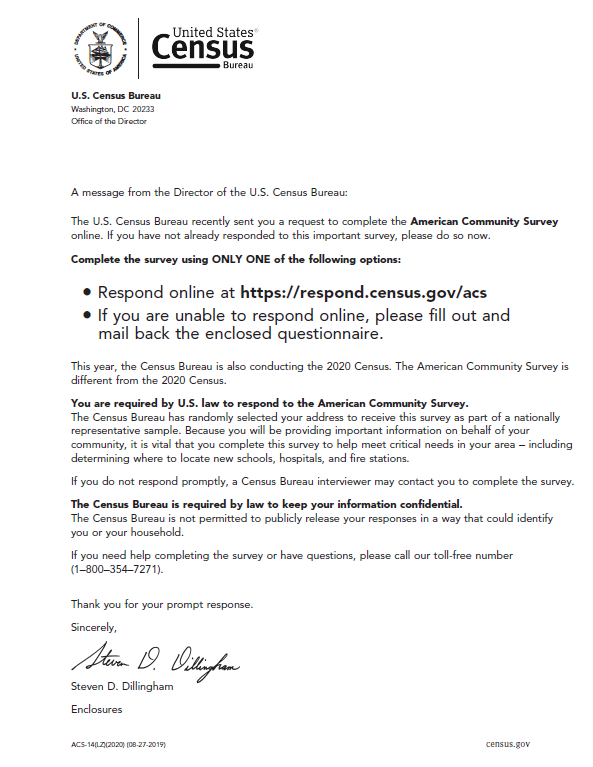 DEPARTMENT OF COMMERCE
UNITED STATES OF AMERICA
United States®
Census
Bureau
U.S. Census Bureau
Washington, DC 20233
Office of the Director
A message from the Director of the U.S. Census Bureau:
The U.S. Census Bureau recently sent you a request to complete the American Community Survey
online. If you have not already responded to this important survey, please do so now.
Complete the survey using ONLY ONE of the following options:
• Respond online at https://respond.census.gov/acs
• If you are unable to respond online, please fill out and
mail back the enclosed questionnaire.
This year, the Census Bureau is also conducting the 2020 Census. The American Community Survey is
different from the 2020 Census.
You are required by U.S. law to respond to the American Community Survey.
The Census Bureau has randomly selected your address to receive this survey as part of a nationally
representative sample. Because you will be providing important information on behalf of your
community, it is vital that you complete this survey to help meet critical needs in your area – including
determining where to locate new schools, hospitals, and fire stations.
If you do not respond promptly, a Census Bureau interviewer may contact you to complete the survey.
The Census Bureau is required by law to keep your information confidential.
The Census Bureau is not permitted to publicly release your responses in a way that could identify
you or your household.
If you need help completing the survey or have questions, please call our toll-free number
(1–800–354–7271).
Thank you for your prompt response.
Sincerely,
Steven D. Dillingham
Steven D. Dillingham
Enclosures
ACS-14(LZ)(2020) (08-27-2019)
census.gov